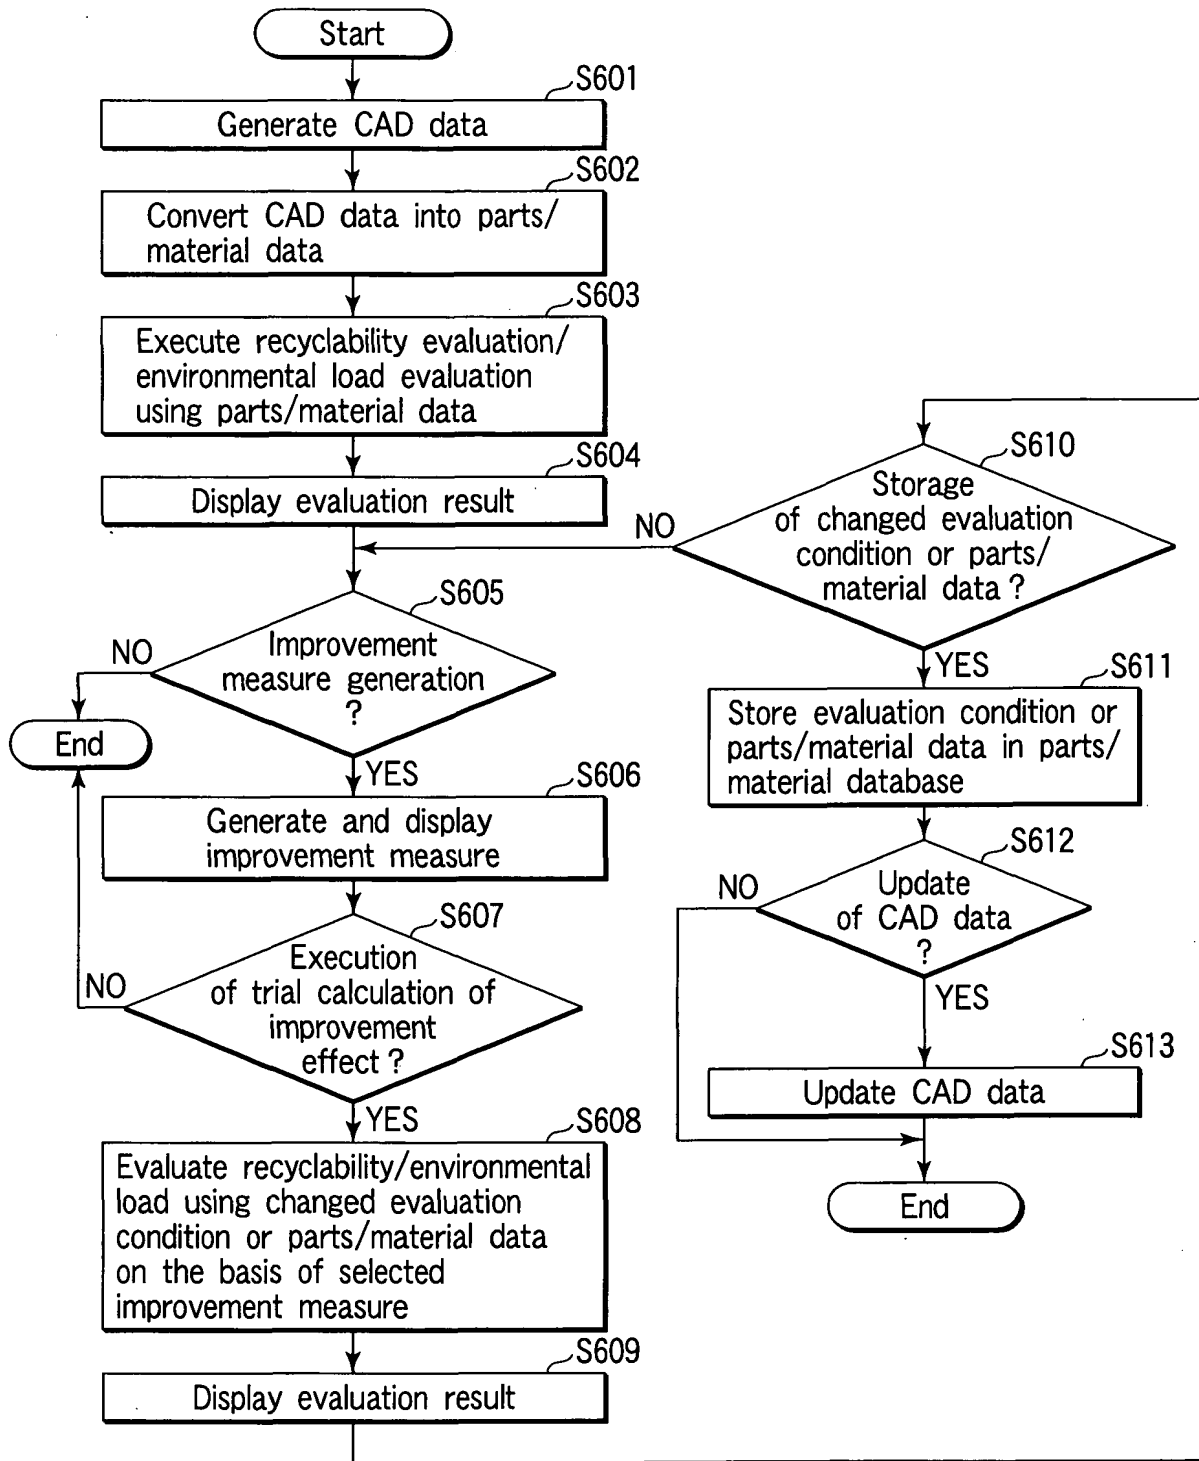 Start
S601
Generate CAD data
S602
Convert CAD data into parts/
material data
S603
Execute recyclability evaluation/
environmental load evaluation
using parts/material data
S604
Display evaluation result
S605
Improvement
measure generation
?
NO
End
YES
S606
Generate and display
improvement measure
S607
Execution
of trial calculation of
improvement
effect?
NO
YES
S608
Evaluate recyclability/environmental
load using changed evaluation
condition or parts/material data
on the basis of selected
improvement measure
S609
Display evaluation result
S610
Storage
of changed evaluation
condition or parts/
material data?
NO
YES
S611
Store evaluation condition or
parts/material data in parts/
material database
S612
Update
of CAD data
?
NO
YES
S613
Update CAD data
End